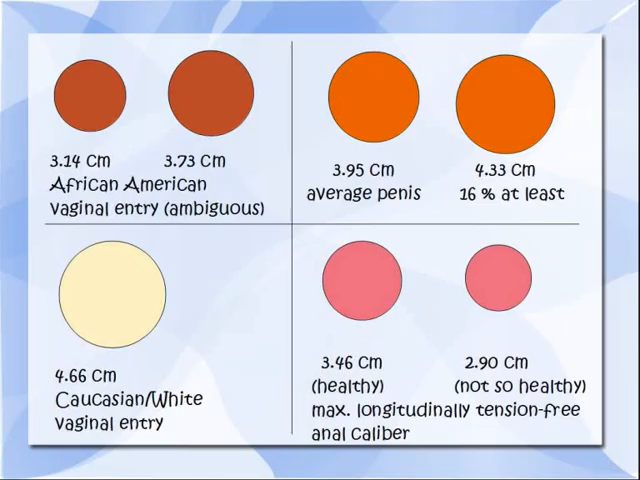 3.14 Cm 3.73 Cm
African American
vaginal entry (ambiguous)
3.95 Cm 4.33 Cm
average penis 16 % at least
4.66 Cm
Caucasian/White
vaginal entry
3.46 Cm 2.90 Cm
(healthy) (not so healthy)
max. longitudinally tension-free
anal caliber